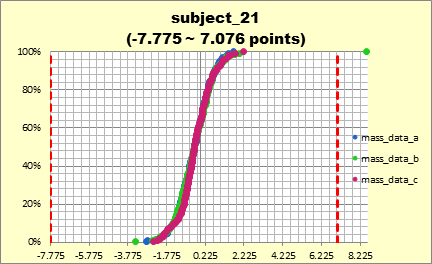 subject_21
(-7.775 ~ 7.076 points)
100%
80%
60%
40%
20%
0%
-7.775 -5.775 -3.775 -1.775 0.225 2.225 4.225 6.225 8.225
mass_data_a
mass_data_b
mass_data_c